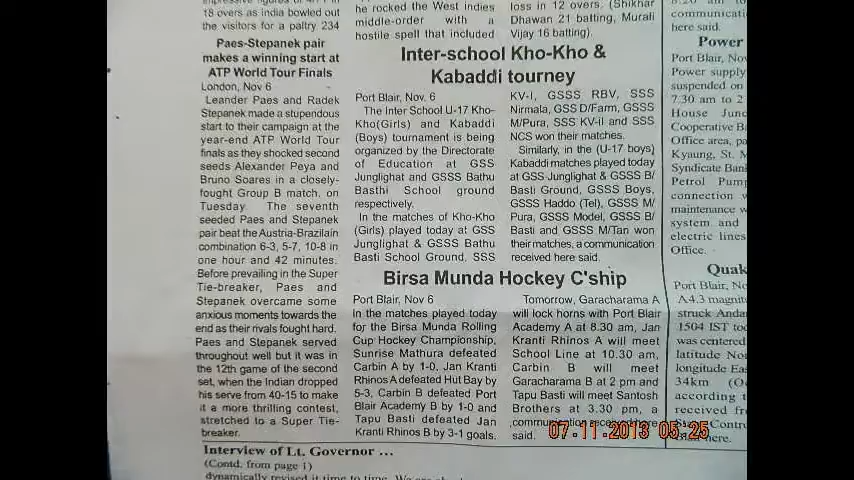 18 overs as india bowled out
the visitors for a paltry 234
Paes-Stepanek pair
makes a winning start at
ATP World Tour Finals
London, Nov 6
Leander Paes and Radek
Stepanek made a stupendous
start to their campaign at the
year-end ATP World Tour
finals as they shocked second
seeds Alexander Peya and
Bruno Soares in a closely-
fought Group B match, on
Tuesday. The seventh
seeded Paes and Stepanek
pair beat the Austria-Brazilain
combination 6-3, 5-7, 10-8 in
one hour and 42 minutes.
Before prevailing in the Super
Tie-breaker, Paes and
Stepanek overcame some
anxious moments towards the
end as their rivals fought hard.
Paes and Stepanek served
throughout well but it was in
the 12th game of the second
set, when the Indian dropped
his serve from 40-15 to make
it a more thrilling contest,
stretched to a Super Tie-
breaker.
he rocked the West Indies
middle-order with a
hostile spell that included
loss in 12 overs. (Shikhar
Dhawan 21 batting, Murali
Vijay 16 batting).
Inter-school Kho-Kho &
Kabaddi tourney
Port Blair, Nov. 6
The Inter School U-17 Kho-
Kho(Girls) and Kabaddi
(Boys) tournament is being
organized by the Directorate
of Education at GSS
Junglighat and GSSS Bathu
Basthi School ground
respectively.
In the matches of Kho-Kho
(Girls) played today at GSS
Junglighat & GSSS Bathu
Basti School Ground, SSS
KV-I, GSSS RBV, SSS
Nirmala, GSS D/Farm, GSSS
M/Pura, SSS KV-II and SSS
NCS won their matches.
Similarly, in the (U-17 boys)
Kabaddi matches played today
at GSS Junglighat & GSSS B/
Basti Ground, GSSS Boys,
GSSS Haddo (Tel), GSSS M/
Pura, GSSS Model, GSSS B/
Basti and GSSS M/Tan won
their matches, a communication
received here said.
Birsa Munda Hockey C'ship
Port Blair, Nov 6
In the matches played today
for the Birsa Munda Rolling
Cup Hockey Championship,
Sunrise Mathura defeated
Carbin A by 1-0, Jan Kranti
Rhinos A defeated Hut Bay by
5-3, Carbin B defeated Port
Blair Academy B by 1-0 and
Tapu Basti defeated Jan
Kranti Rhinos B by 3-1 goals.
Tomorrow, Garacharama A
will lock horns with Port Blair
Academy A at 8.30 am, Jan
Kranti Rhinos A will meet
School Line at 10.30 am,
Carbin B will meet
Garacharama B at 2 pm and
Tapu Basti will meet Santosh
Brothers at 3.30 pm, a
communication received here
said.
communicati
here said.
Power
Port Blair, Nov
Power supply
suspended on
7.30 am to 2
House Junc
Cooperative Ba
Office area, pa
Kyaung, St. M
Syndicate Bank
Petrol Pump
connection w
maintenance w
system and
electric lines
Office.
Quak
Port Blair, No
A4.3 magnit
struck Andar
1504 IST to
was centered
latitude No
longitude Ea
34km (O
according t
received fr
Contr
here.
Interview of Lt. Governor ...
(Contd. from page 1)
dynamically revised it time to time.
07.11.2013 05:25